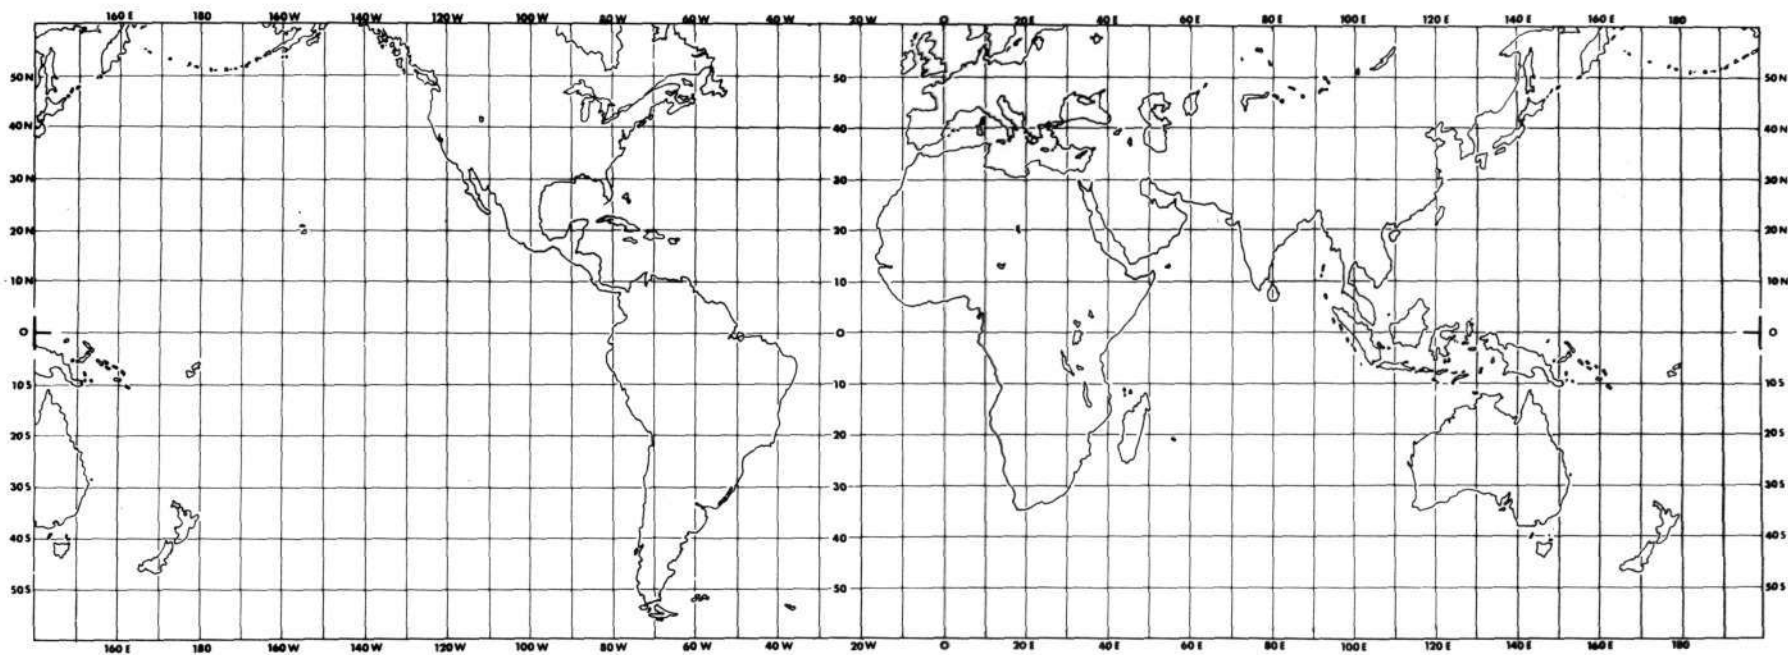 160 E 180 160 W 140 W 120 W 100 W 80 W 60 W 40 W 20 W 0 20 E 40 E 60 E 80 E 100 E 120 E 140 E 160 E 180
50 N 50 50 N
40 N 40 40 N
30 N 30 30 N
20 N 20 20 N
10 N 10 10 N
0 0 0
10 S 10 10 S
20 S 20 20 S
30 S 30 30 S
40 S 40 40 S
50 S 50 50 S
160 E 180 160 W 140 W 120 W 100 W 80 W 60 W 40 W 20 W 0 20 E 40 E 60 E 80 E 100 E 120 E 140 E 160 E 180